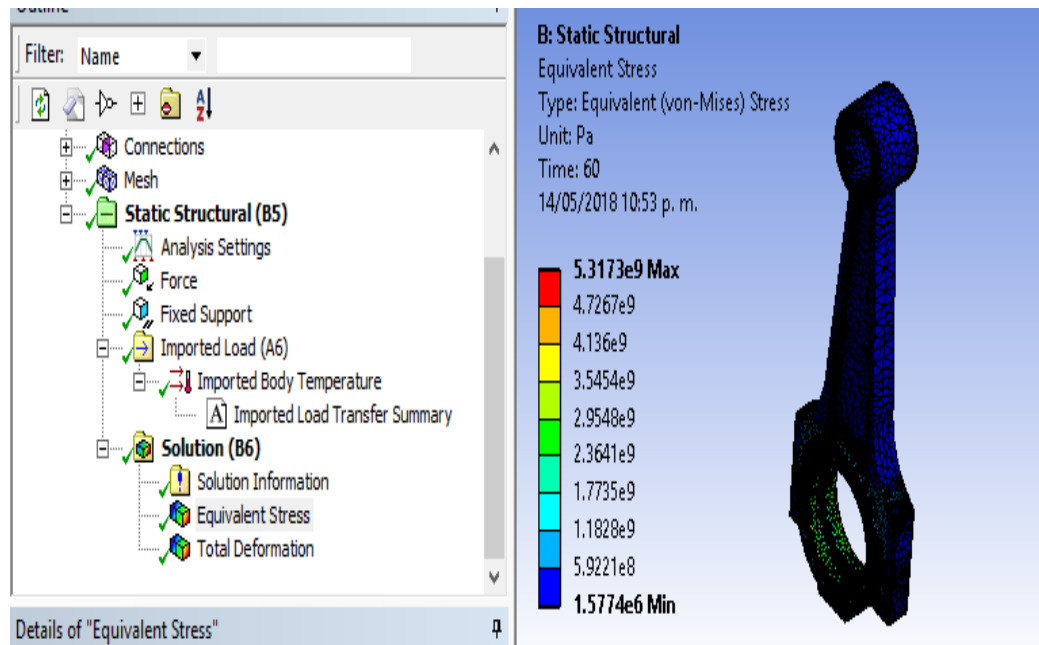 Filter: Name
Connections
Mesh
Static Structural (B5)
Analysis Settings
Force
Fixed Support
Imported Load (A6)
Imported Body Temperature
A Imported Load Transfer Summary
Solution (B6)
Solution Information
Equivalent Stress
Total Deformation
Details of "Equivalent Stress"
B: Static Structural
Equivalent Stress
Type: Equivalent (von-Mises) Stress
Unit: Pa
Time: 60
14/05/2018 10:53 p. m.
5.3173e9 Max
4.7267e9
4.136e9
3.5454e9
2.9548e9
2.3641e9
1.7735e9
1.1828e9
5.9221e8
1.5774e6 Min